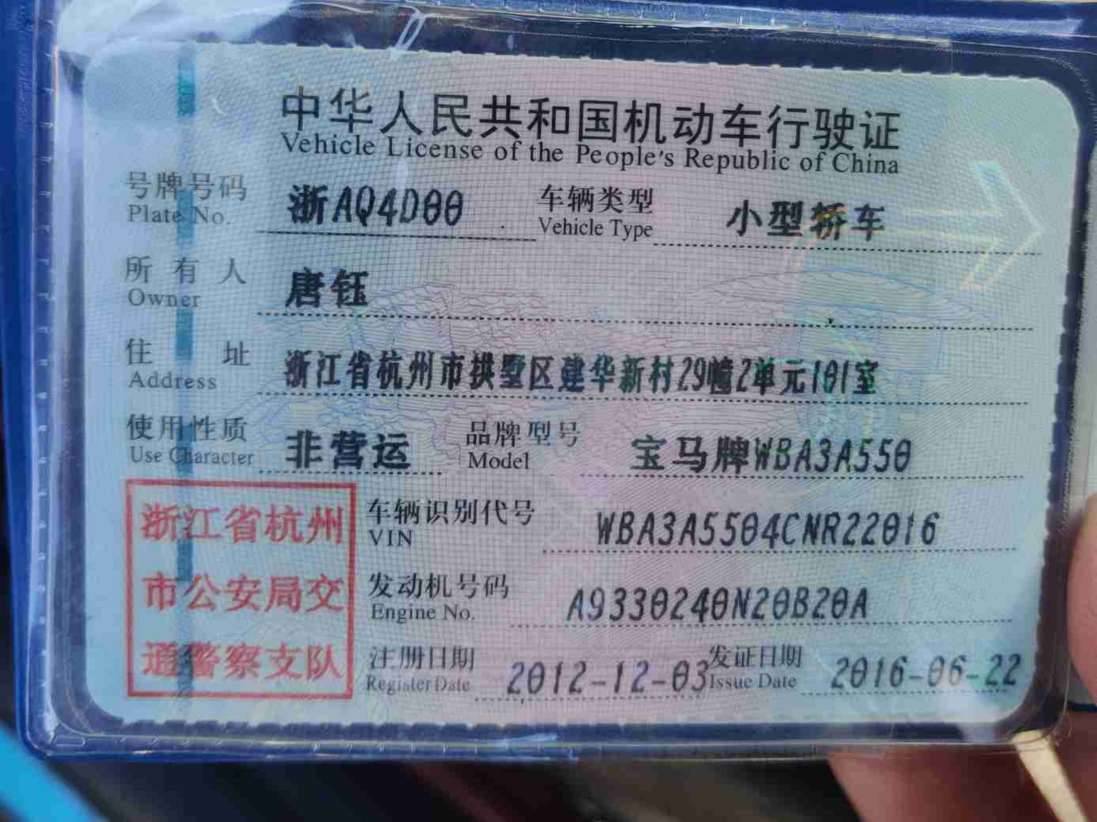 中华人民共和国机动车行驶证
Vehicle License of the People's Republic of China
号牌号码 浙AQ4D00 车辆类型 小型轿车
Plate No. Vehicle Type
所有人 唐钰
Owner
住址 浙江省杭州市拱墅区建华新村29幢2单元101室
Address
使用性质 非营运 品牌型号 宝马牌WBA3A550
Use Character Model
浙江省杭州
市公安局交
通警察支队
车辆识别代号 WBA3A5504CNR22016
VIN
发动机号码 A9330240N20B20A
Engine No.
注册日期 2012-12-03 发证日期 2016-06-22
Register Date Issue Date